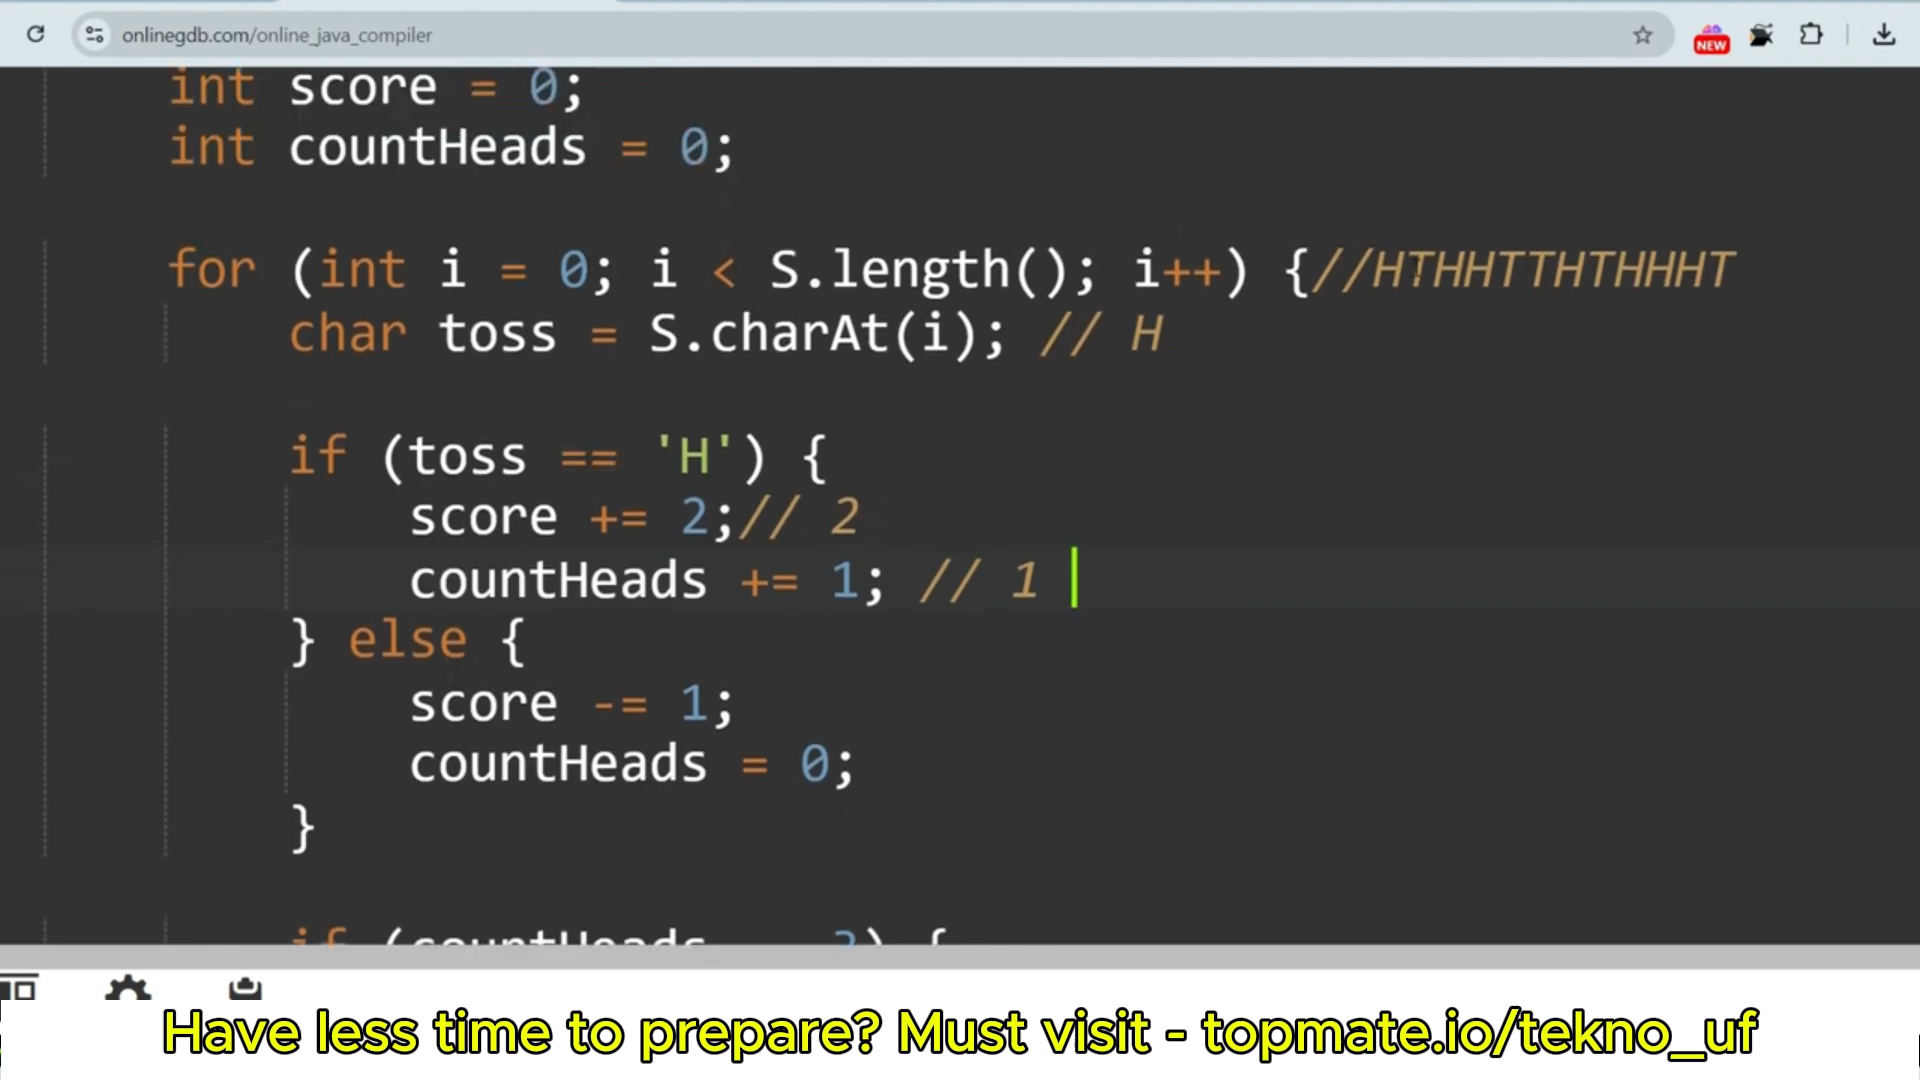 onlinegdb.com/online_java_compiler
NEW
int score = 0;
int countHeads = 0;
for (int i = 0; i < S.length(); i++) {//HTHHTTHTHHHT
char toss = S.charAt(i); // H
if (toss == 'H') {
score += 2;// 2
countHeads += 1; // 1
} else {
score -= 1;
countHeads = 0;
}
if (countHeads
Have less time to prepare? Must visit - topmate.io/tekno_uf